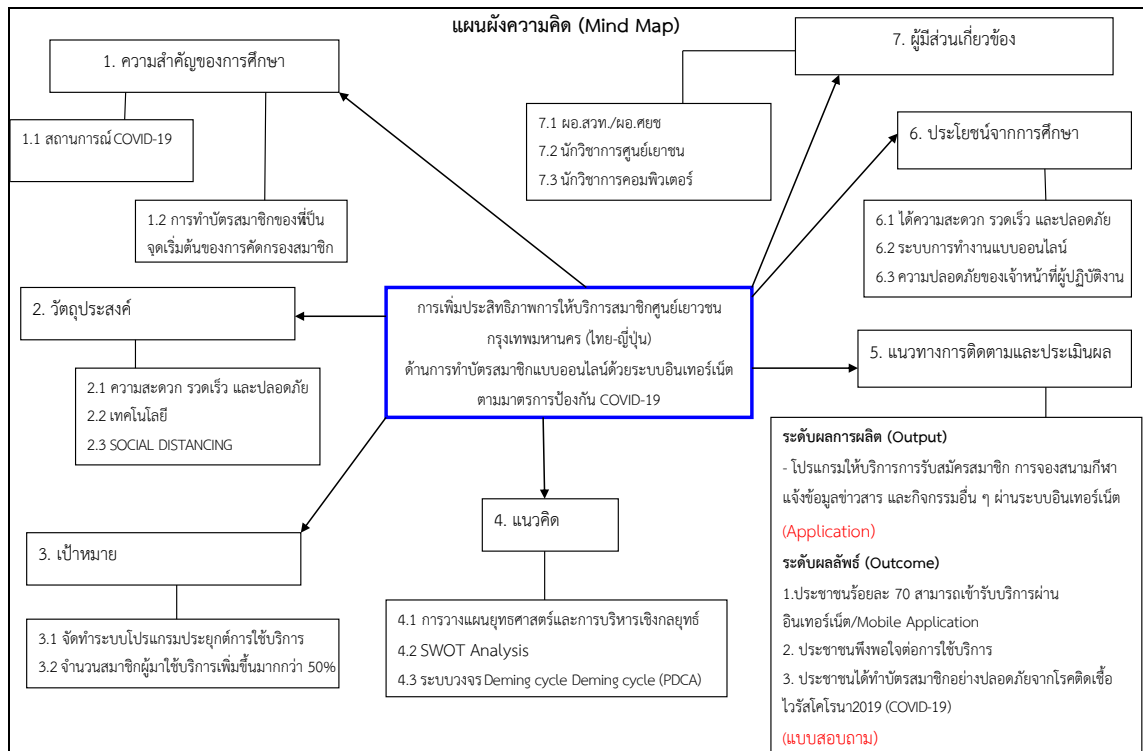 แผนผังความคิด (Mind Map)
1. ความสำคัญของการศึกษา
1.1 สถานการณ์ COVID-19
1.2 การทำบัตรสมาชิกของ
จุดเริ่มต้นของการคัดกรองสมาชิก
2. วัตถุประสงค์
2.1 ความสะดวก รวดเร็ว และปลอดภัย
2.2 เทคโนโลยี
2.3 SOCIAL DISTANCING
3. เป้าหมาย
3.1 จัดทำระบบโปรแกรมประยุกต์การใช้บริการ
3.2 จำนวนสมาชิกผู้มาใช้บริการเพิ่มขึ้นมากกว่า 50%
การเพิ่มประสิทธิภาพการให้บริการสมาชิกศูนย์เยาวชน
กรุงเทพมหานคร (ไทย-ญี่ปุ่น)
ด้านการทำบัตรสมาชิกแบบออนไลน์ด้วยระบบอินเทอร์เน็ต
ตามมาตรการป้องกัน COVID-19
4. แนวคิด
4.1 การวางแผนยุทธศาสตร์และการบริหารเชิงกลยุทธ์
4.2 SWOT Analysis
4.3 ระบบวงจร Deming cycle Deming cycle (PDCA)
5. แนวทางการติดตามและประเมินผล
ระดับผลการผลิต (Output)
- โปรแกรมให้บริการการรับสมัครสมาชิก การจองสนามกีฬา
แจ้งข้อมูลข่าวสาร และกิจกรรมอื่น ๆ ผ่านระบบอินเทอร์เน็ต
(Application)
ระดับผลลัพธ์ (Outcome)
1.ประชาชนร้อยละ 70 สามารถเข้ารับบริการผ่าน
อินเทอร์เน็ต/Mobile Application
2. ประชาชนพึงพอใจต่อการใช้บริการ
3. ประชาชนได้ทำบัตรสมาชิกอย่างปลอดภัยจากโรคติดเชื้อ
ไวรัสโคโรนา2019 (COVID-19)
(แบบสอบถาม)
6. ประโยชน์จากการศึกษา
6.1 ได้ความสะดวก รวดเร็ว และปลอดภัย
6.2 ระบบการทำงานแบบออนไลน์
6.3 ความปลอดภัยของเจ้าหน้าที่ผู้ปฏิบัติงาน
7. ผู้มีส่วนเกี่ยวข้อง
7.1 ผอ.สวท./ผอ.ศยช
7.2 นักวิชาการศูนย์เยาชน
7.3 นักวิชาการคอมพิวเตอร์